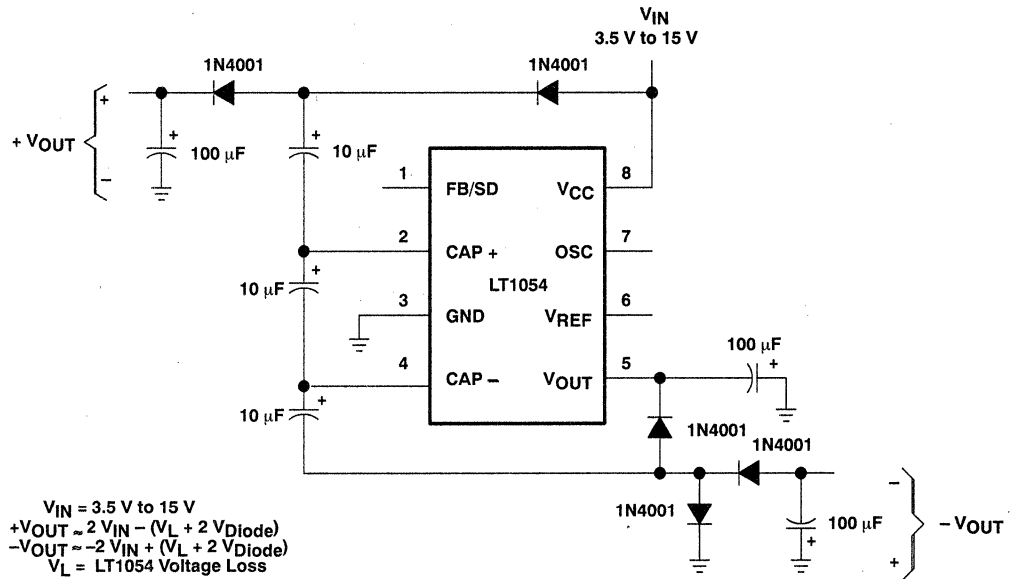 VIN
3.5 V to 15 V
1N4001
1N4001
+
+ VOUT
−
+
100 µF
+
10 µF
1
FB/SD
VCC
8
2
CAP +
OSC
7
+
10 µF
LT1054
3
GND
VREF
6
4
CAP −
VOUT
5
100 µF
+
+
10 µF
1N4001
1N4001
1N4001
+
100 µF
−
− VOUT
+
VIN = 3.5 V to 15 V
+VOUT ≈ 2 VIN − (VL + 2 VDiode)
−VOUT ≈ −2 VIN + (VL + 2 VDiode)
VL = LT1054 Voltage Loss